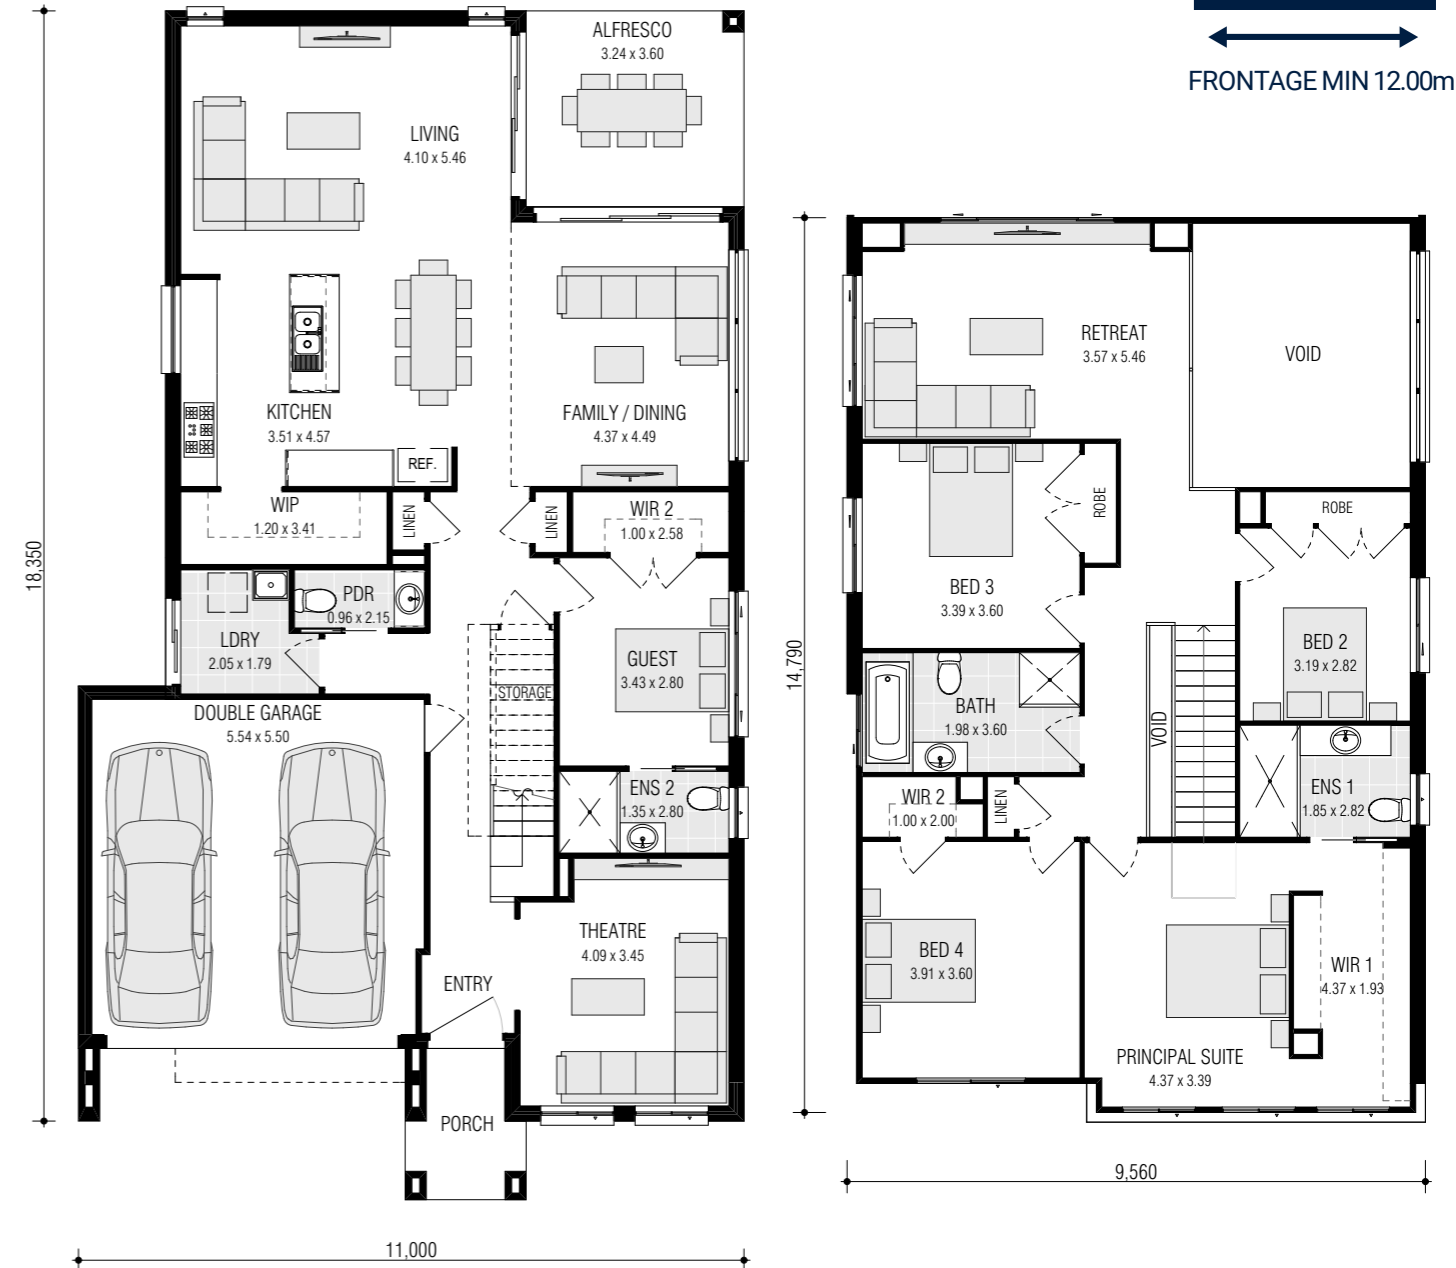 FRONTAGE MIN 12.00m
ALFRESCO
3.24 x 3.60
LIVING
4.10 x 5.46
KITCHEN
3.51 x 4.57
FAMILY / DINING
4.37 x 4.49
REF.
WIP
1.20 x 3.41
LINEN
LINEN
WIR 2
1.00 x 2.58
18,350
PDR
0.96 x 2.15
LDRY
2.05 x 1.79
GUEST
3.43 x 2.80
STORAGE
DOUBLE GARAGE
5.54 x 5.50
ENS 2
1.35 x 2.80
THEATRE
4.09 x 3.45
ENTRY
PORCH
11,000
RETREAT
3.57 x 5.46
VOID
ROBE
ROBE
BED 3
3.39 x 3.60
BED 2
3.19 x 2.82
14,790
BATH
1.98 x 3.60
VOID
ENS 1
1.85 x 2.82
WIR 2
1.00 x 2.00
LINEN
BED 4
3.91 x 3.60
WIR 1
4.37 x 1.93
PRINCIPAL SUITE
4.37 x 3.39
9,560